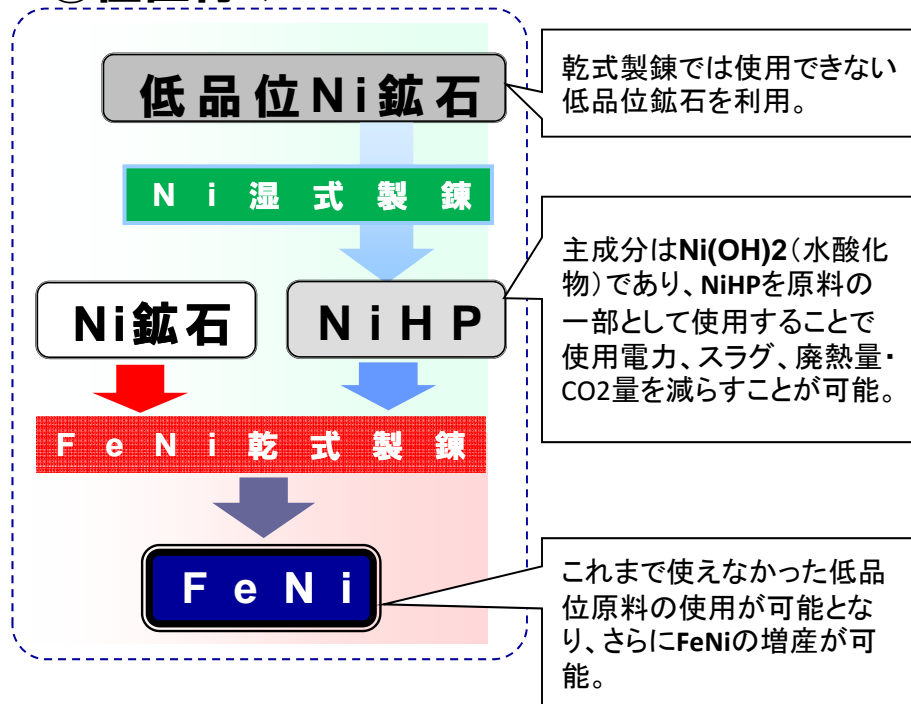 低品位Ni鉱石
乾式製錬では使用できない
低品位鉱石を利用。
Ni湿式製錬
主成分はNi(OH)2(水酸化
物)であり、NiHPを原料の
一部として使用することで
使用電力、スラグ、廃熱量・
CO2量を減らすことが可能。
Ni鉱石
NiHP
FeNi乾式製錬
FeNi
これまで使えなかった低品
位原料の使用が可能とな
り、さらにFeNiの増産が可
能。